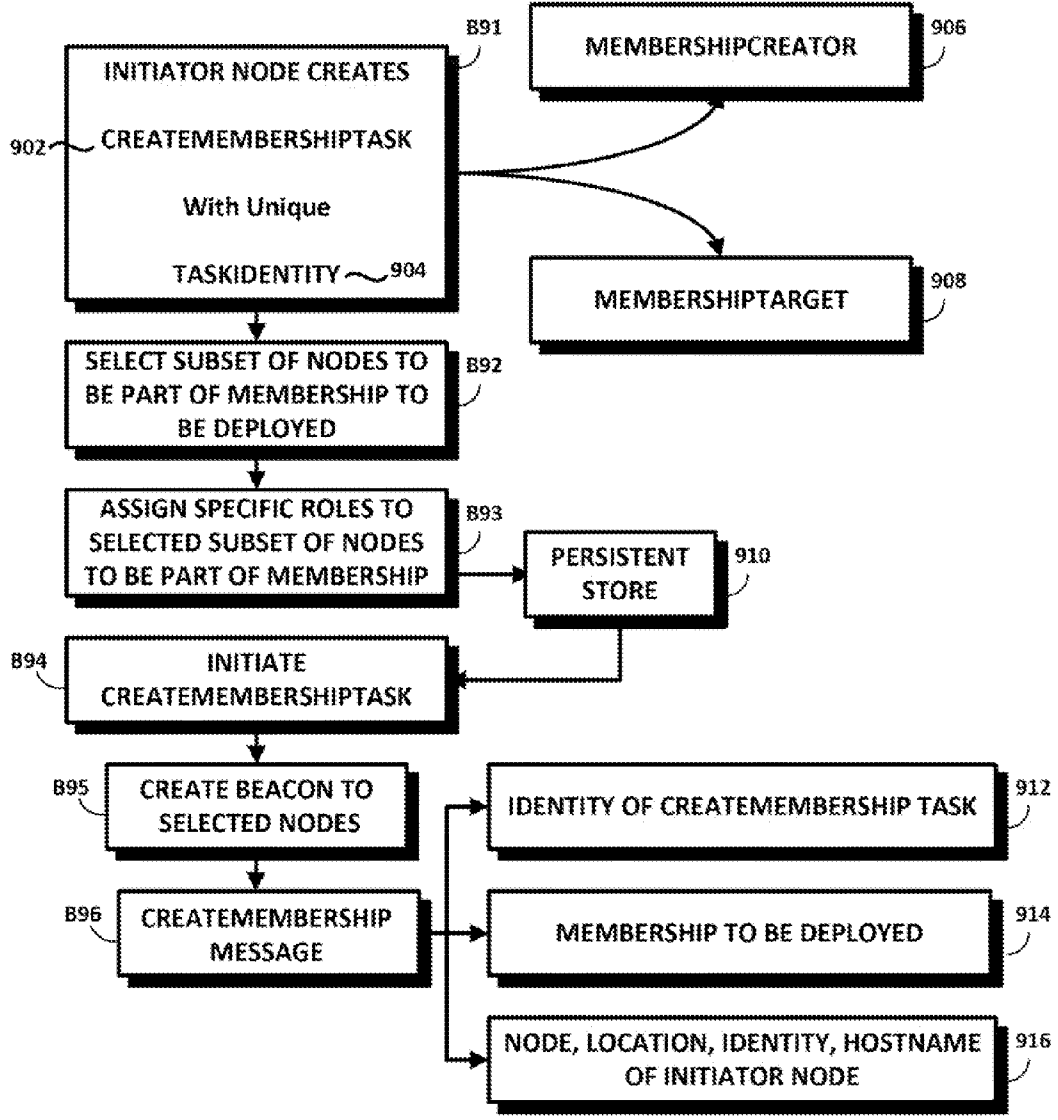 B91
INITIATOR NODE CREATES
902
CREATEMEMBERSHIPTASK
With Unique
TASKIDENTITY
904
MEMBERSHIPCREATOR
906
MEMBERSHIPTARGET
908
SELECT SUBSET OF NODES TO
BE PART OF MEMBERSHIP TO
BE DEPLOYED
B92
ASSIGN SPECIFIC ROLES TO
SELECTED SUBSET OF NODES
TO BE PART OF MEMBERSHIP
B93
PERSISTENT
STORE
910
B94
INITIATE
CREATEMEMBERSHIPTASK
B95
CREATE BEACON TO
SELECTED NODES
IDENTITY OF CREATEMEMBERSHIP TASK
912
B96
CREATEMEMBERSHIP
MESSAGE
MEMBERSHIP TO BE DEPLOYED
914
NODE, LOCATION, IDENTITY, HOSTNAME
OF INITIATOR NODE
916